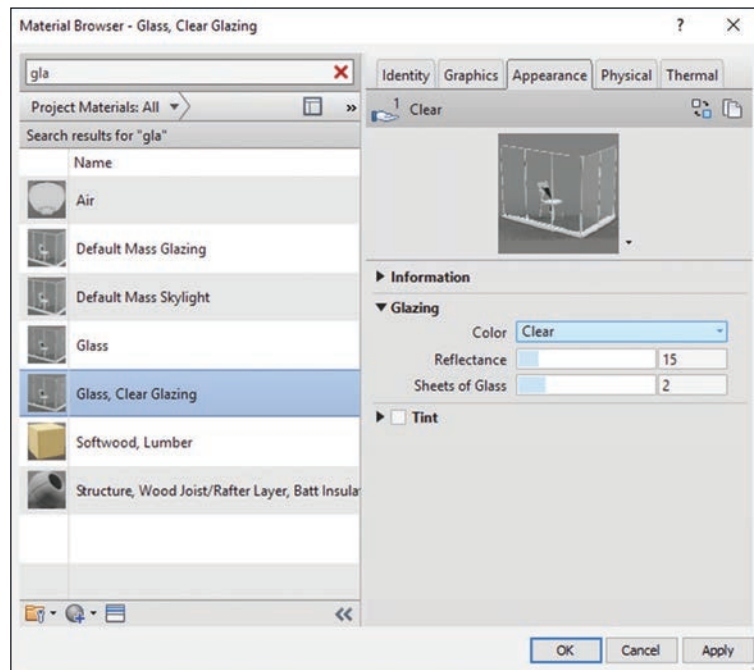 Material Browser - Glass, Clear Glazing
?
gla
Project Materials: All
Search results for "gla"
Name
Air
Default Mass Glazing
Default Mass Skylight
Glass
Glass, Clear Glazing
Softwood, Lumber
Structure, Wood Joist/Rafter Layer, Batt Insula
Identity Graphics Appearance Physical Thermal
1 Clear
Information
Glazing
Color Clear
Reflectance 15
Sheets of Glass 2
Tint
OK Cancel Apply